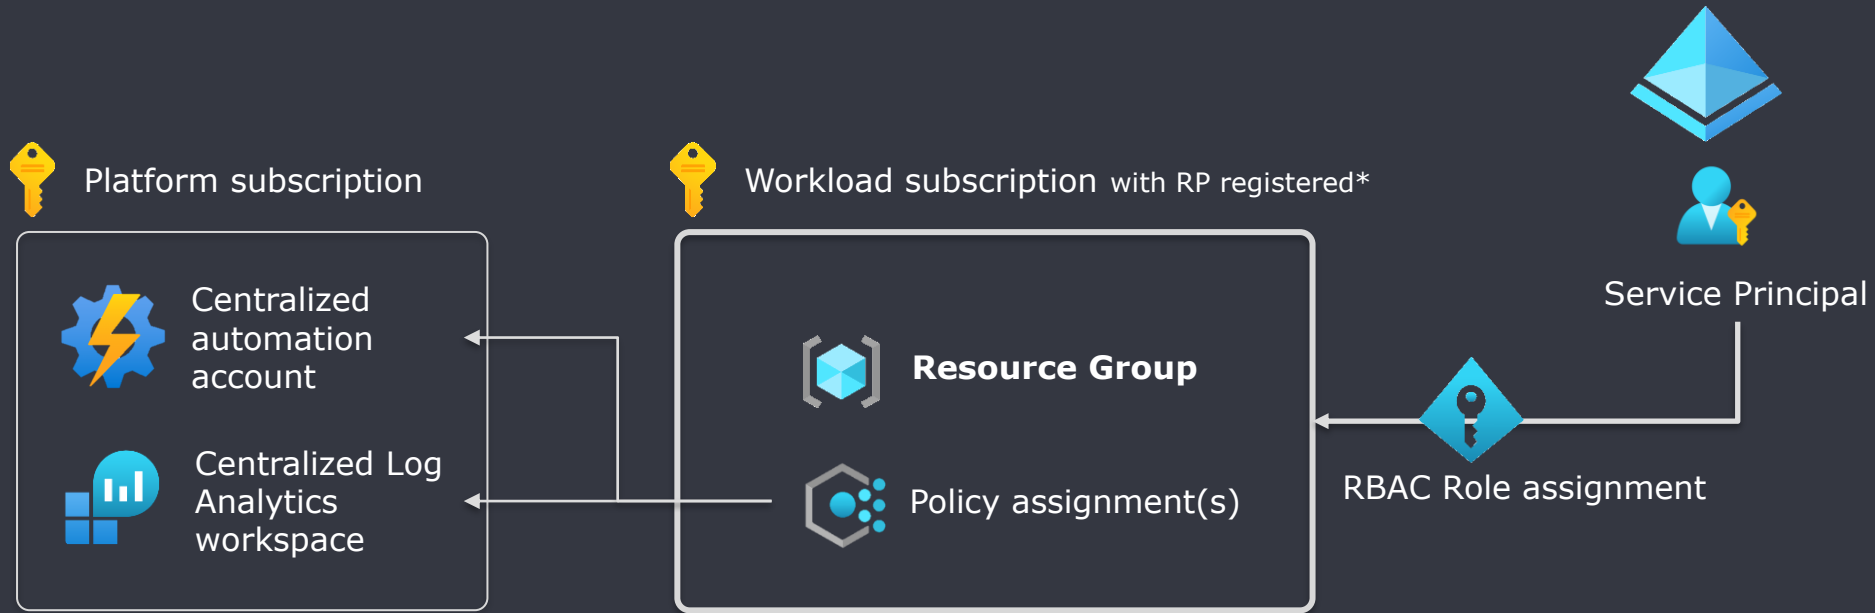 Platform subscription
Workload subscription with RP registered*
Centralized
automation
account
Centralized Log
Analytics
workspace
Resource Group
Policy assignment(s)
Service Principal
RBAC Role assignment